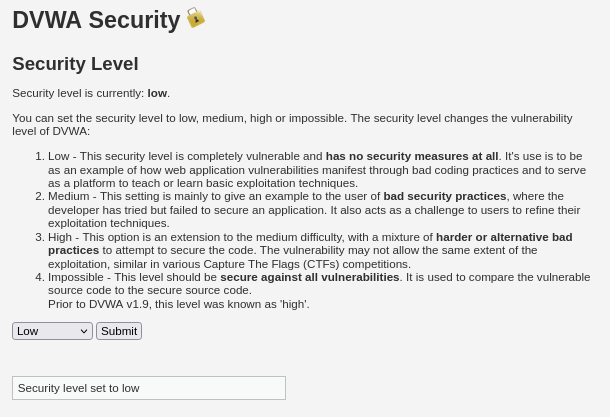 DVWA Security
Security Level
Security level is currently: low.
You can set the security level to low, medium, high or impossible. The security level changes the vulnerability
level of DVWA:
1. Low - This security level is completely vulnerable and has no security measures at all. It's use is to be
as an example of how web application vulnerabilities manifest through bad coding practices and to serve
as a platform to teach or learn basic exploitation techniques.
2. Medium - This setting is mainly to give an example to the user of bad security practices, where the
developer has tried but failed to secure an application. It also acts as a challenge to users to refine their
exploitation techniques.
3. High - This option is an extension to the medium difficulty, with a mixture of harder or alternative bad
practices to attempt to secure the code. The vulnerability may not allow the same extent of the
exploitation, similar in various Capture The Flags (CTFs) competitions.
4. Impossible - This level should be secure against all vulnerabilities. It is used to compare the vulnerable
source code to the secure source code.
Prior to DVWA v1.9, this level was known as 'high'.
Low Submit
Security level set to low